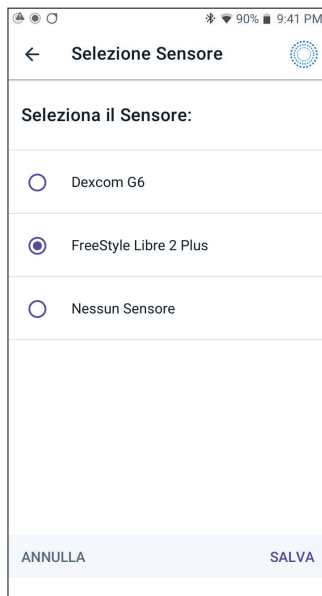 90% 9:41 PM
Selezione Sensore
Seleziona il Sensore:
Dexcom G6
FreeStyle Libre 2 Plus
Nessun Sensore
ANNULLA SALVA